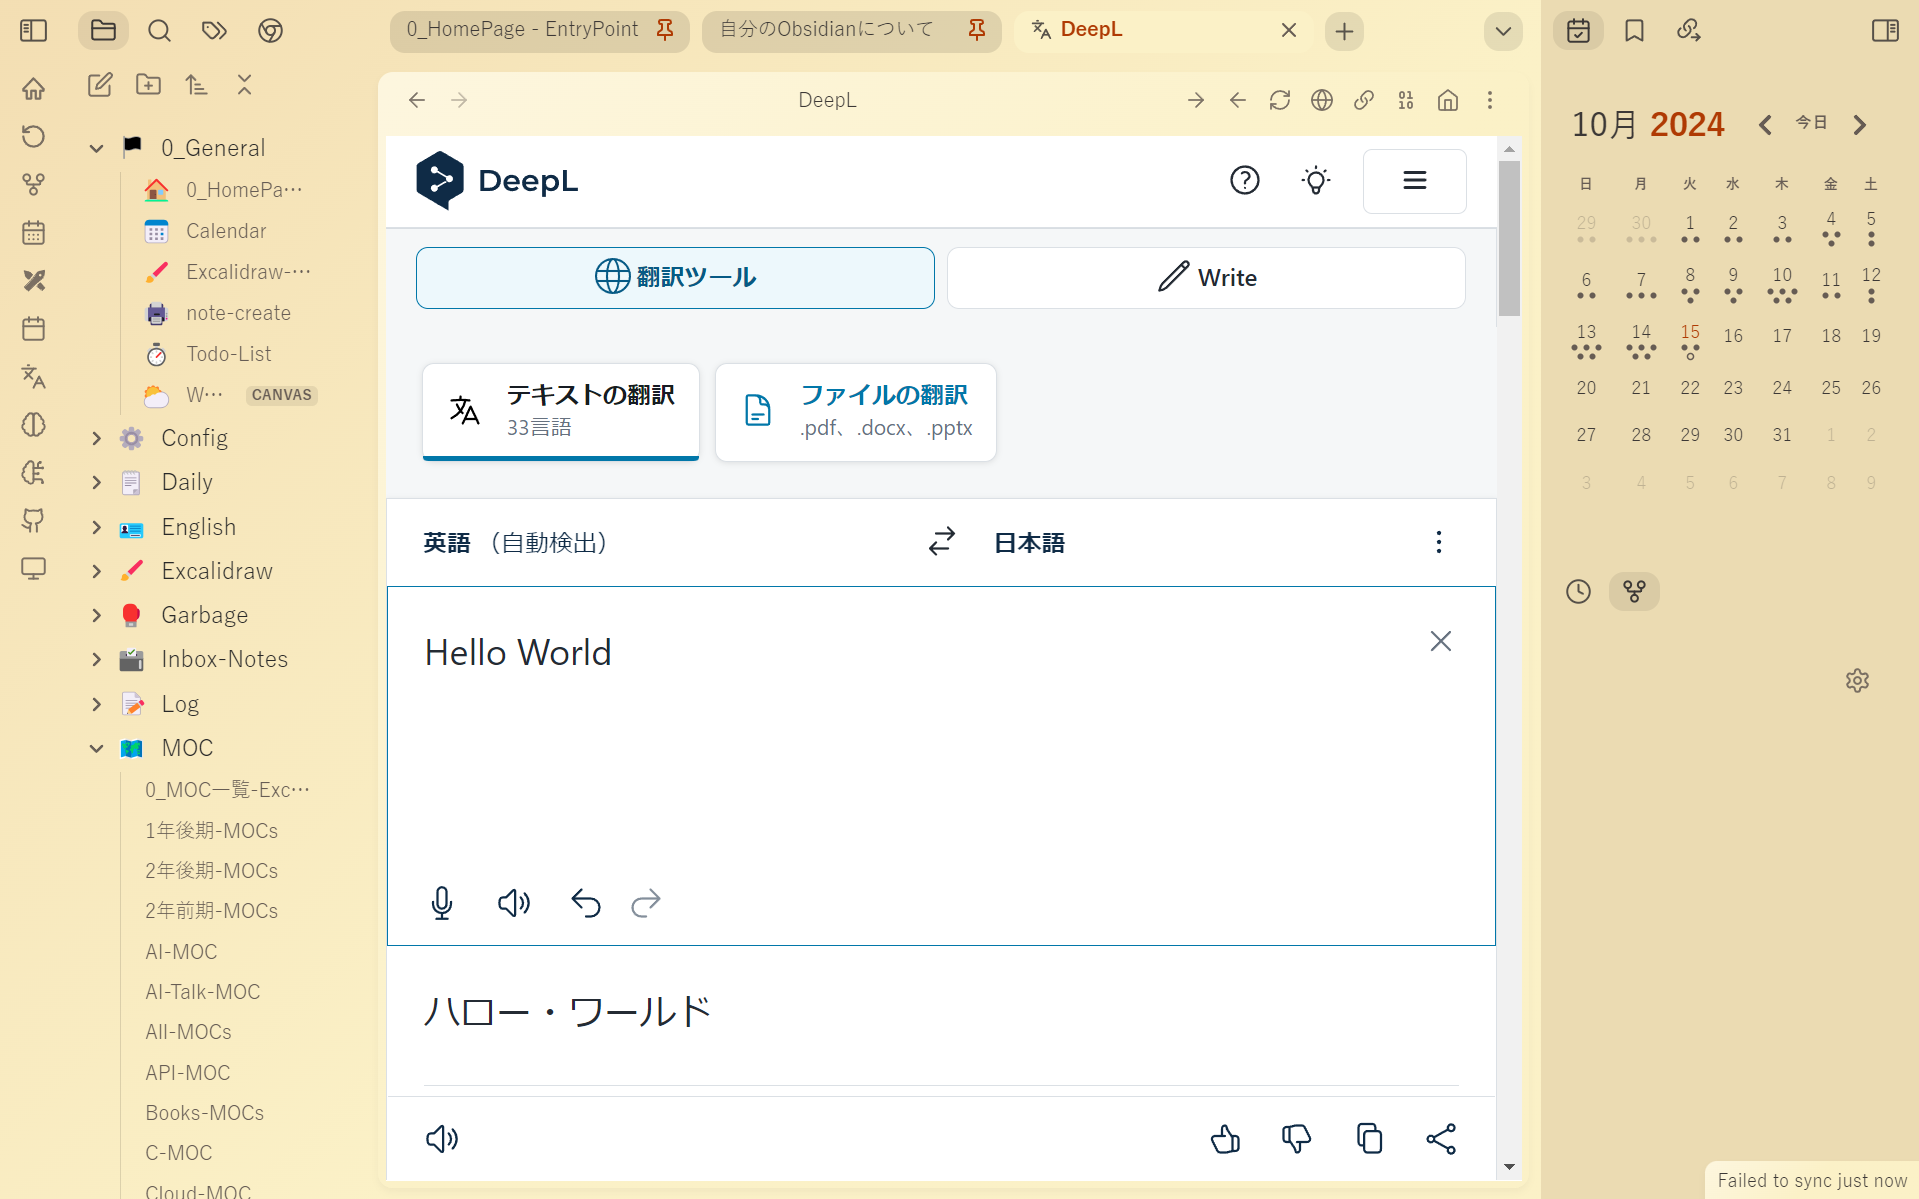 0_HomePage - EntryPoint
自分のObsidianについて
DeepL
0_General
0_HomePa…
Calendar
Excalidraw-…
note-create
Todo-List
W… CANVAS
Config
Daily
English
Excalidraw
Garbage
Inbox-Notes
Log
MOC
0_MOC一覧-Exc…
1年後期-MOCs
2年後期-MOCs
2年前期-MOCs
AI-MOC
AI-Talk-MOC
All-MOCs
API-MOC
Books-MOCs
C-MOC
Cloud-MOC
DeepL
DeepL
翻訳ツール
Write
テキストの翻訳
33言語
ファイルの翻訳
.pdf、.docx、.pptx
英語 （自動検出）
日本語
Hello World
ハロー・ワールド
10月 2024
今日
日 月 火 水 木 金 土
29 30 1 2 3 4 5
6 7 8 9 10 11 12
13 14 15 16 17 18 19
20 21 22 23 24 25 26
27 28 29 30 31 1 2
3 4 5 6 7 8 9
Failed to sync just now